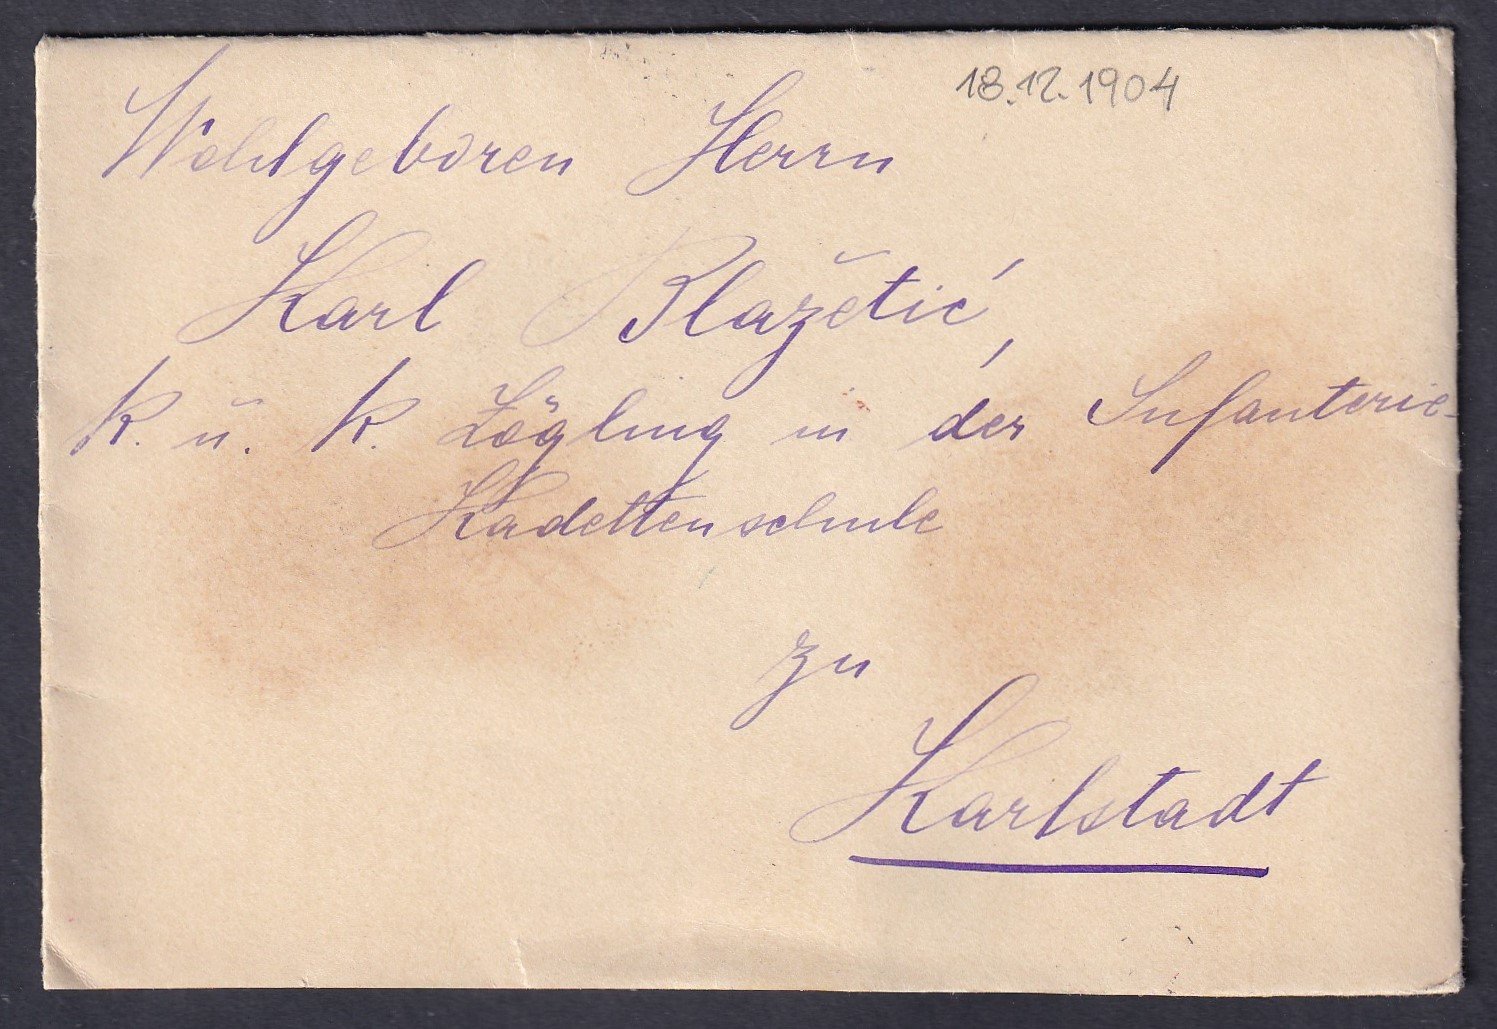 18.12.1904
Wohlgeboren Herrn
Karl Blažetić,
k. u. k. Zögling in der Infanterie-
Kadettenschule
zu
Karlstadt